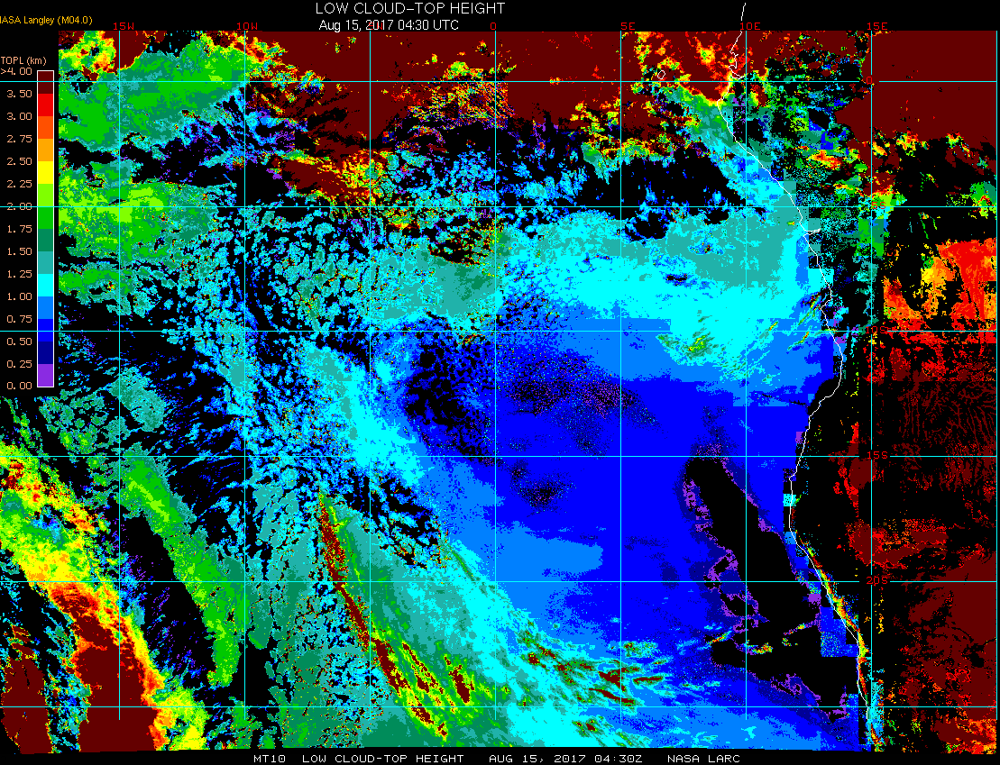 LOW CLOUD-TOP HEIGHT
NASA Langley (M04.0)
Aug 15, 2017 04:30 UTC
15W 10W 0 5E 10E 15E
TOPL (km)
>4.00
3.50
3.00
2.75
2.50
2.25
2.00
1.75
1.50
1.25
1.00
0.75
0.50
0.25
0.00
0
15S
20S
MT10 LOW CLOUD-TOP HEIGHT AUG 15, 2017 04:30Z NASA LARC